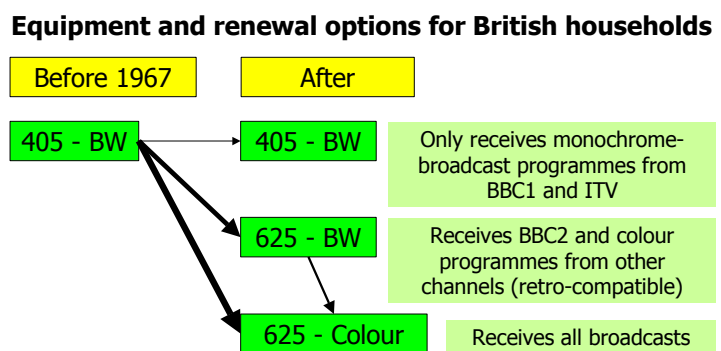 Equipment and renewal options for British households
Before 1967
After
405 - BW
405 - BW
Only receives monochrome-
broadcast programmes from
BBC1 and ITV
625 - BW
Receives BBC2 and colour
programmes from other
channels (retro-compatible)
625 - Colour
Receives all broadcasts